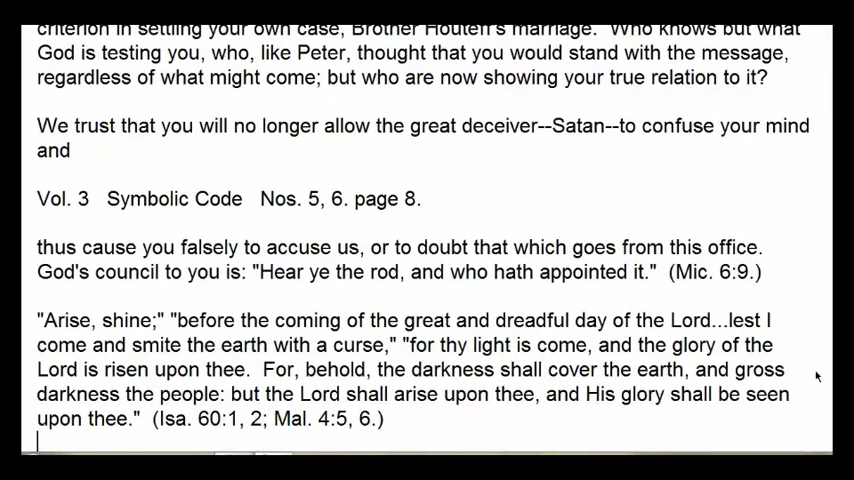 criterion in settling your own case, Brother Houteff's marriage.  Who knows but what
God is testing you, who, like Peter, thought that you would stand with the message,
regardless of what might come; but who are now showing your true relation to it?
We trust that you will no longer allow the great deceiver--Satan--to confuse your mind
and
Vol. 3   Symbolic Code   Nos. 5, 6. page 8.
thus cause you falsely to accuse us, or to doubt that which goes from this office.
God's council to you is: "Hear ye the rod, and who hath appointed it."  (Mic. 6:9.)
"Arise, shine;" "before the coming of the great and dreadful day of the Lord...lest I
come and smite the earth with a curse," "for thy light is come, and the glory of the
Lord is risen upon thee.  For, behold, the darkness shall cover the earth, and gross
darkness the people: but the Lord shall arise upon thee, and His glory shall be seen
upon thee."  (Isa. 60:1, 2; Mal. 4:5, 6.)